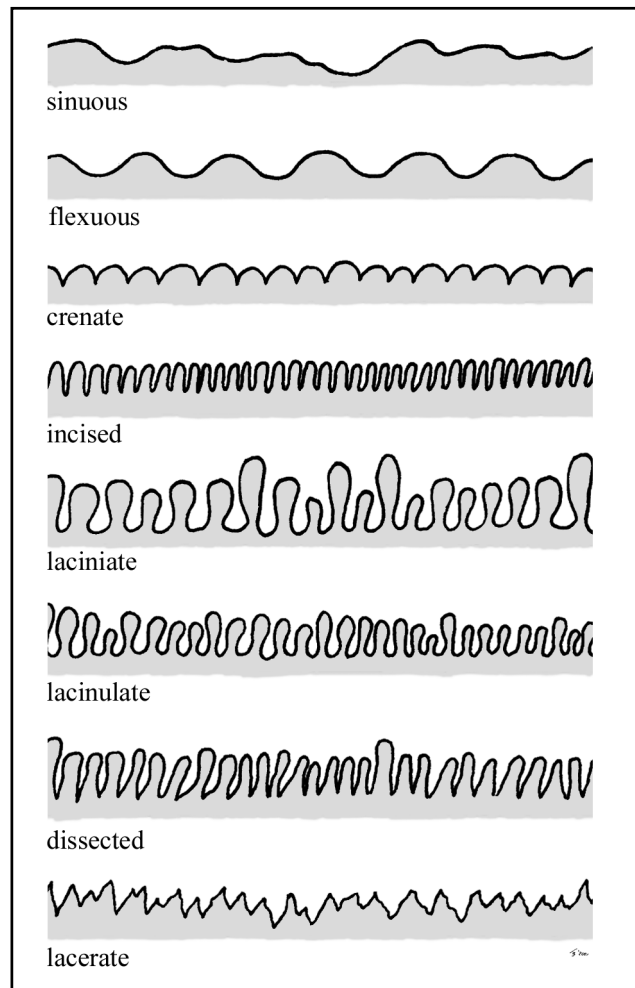 sinuous
flexuous
crenate
incised
laciniate
lacinulate
dissected
lacerate